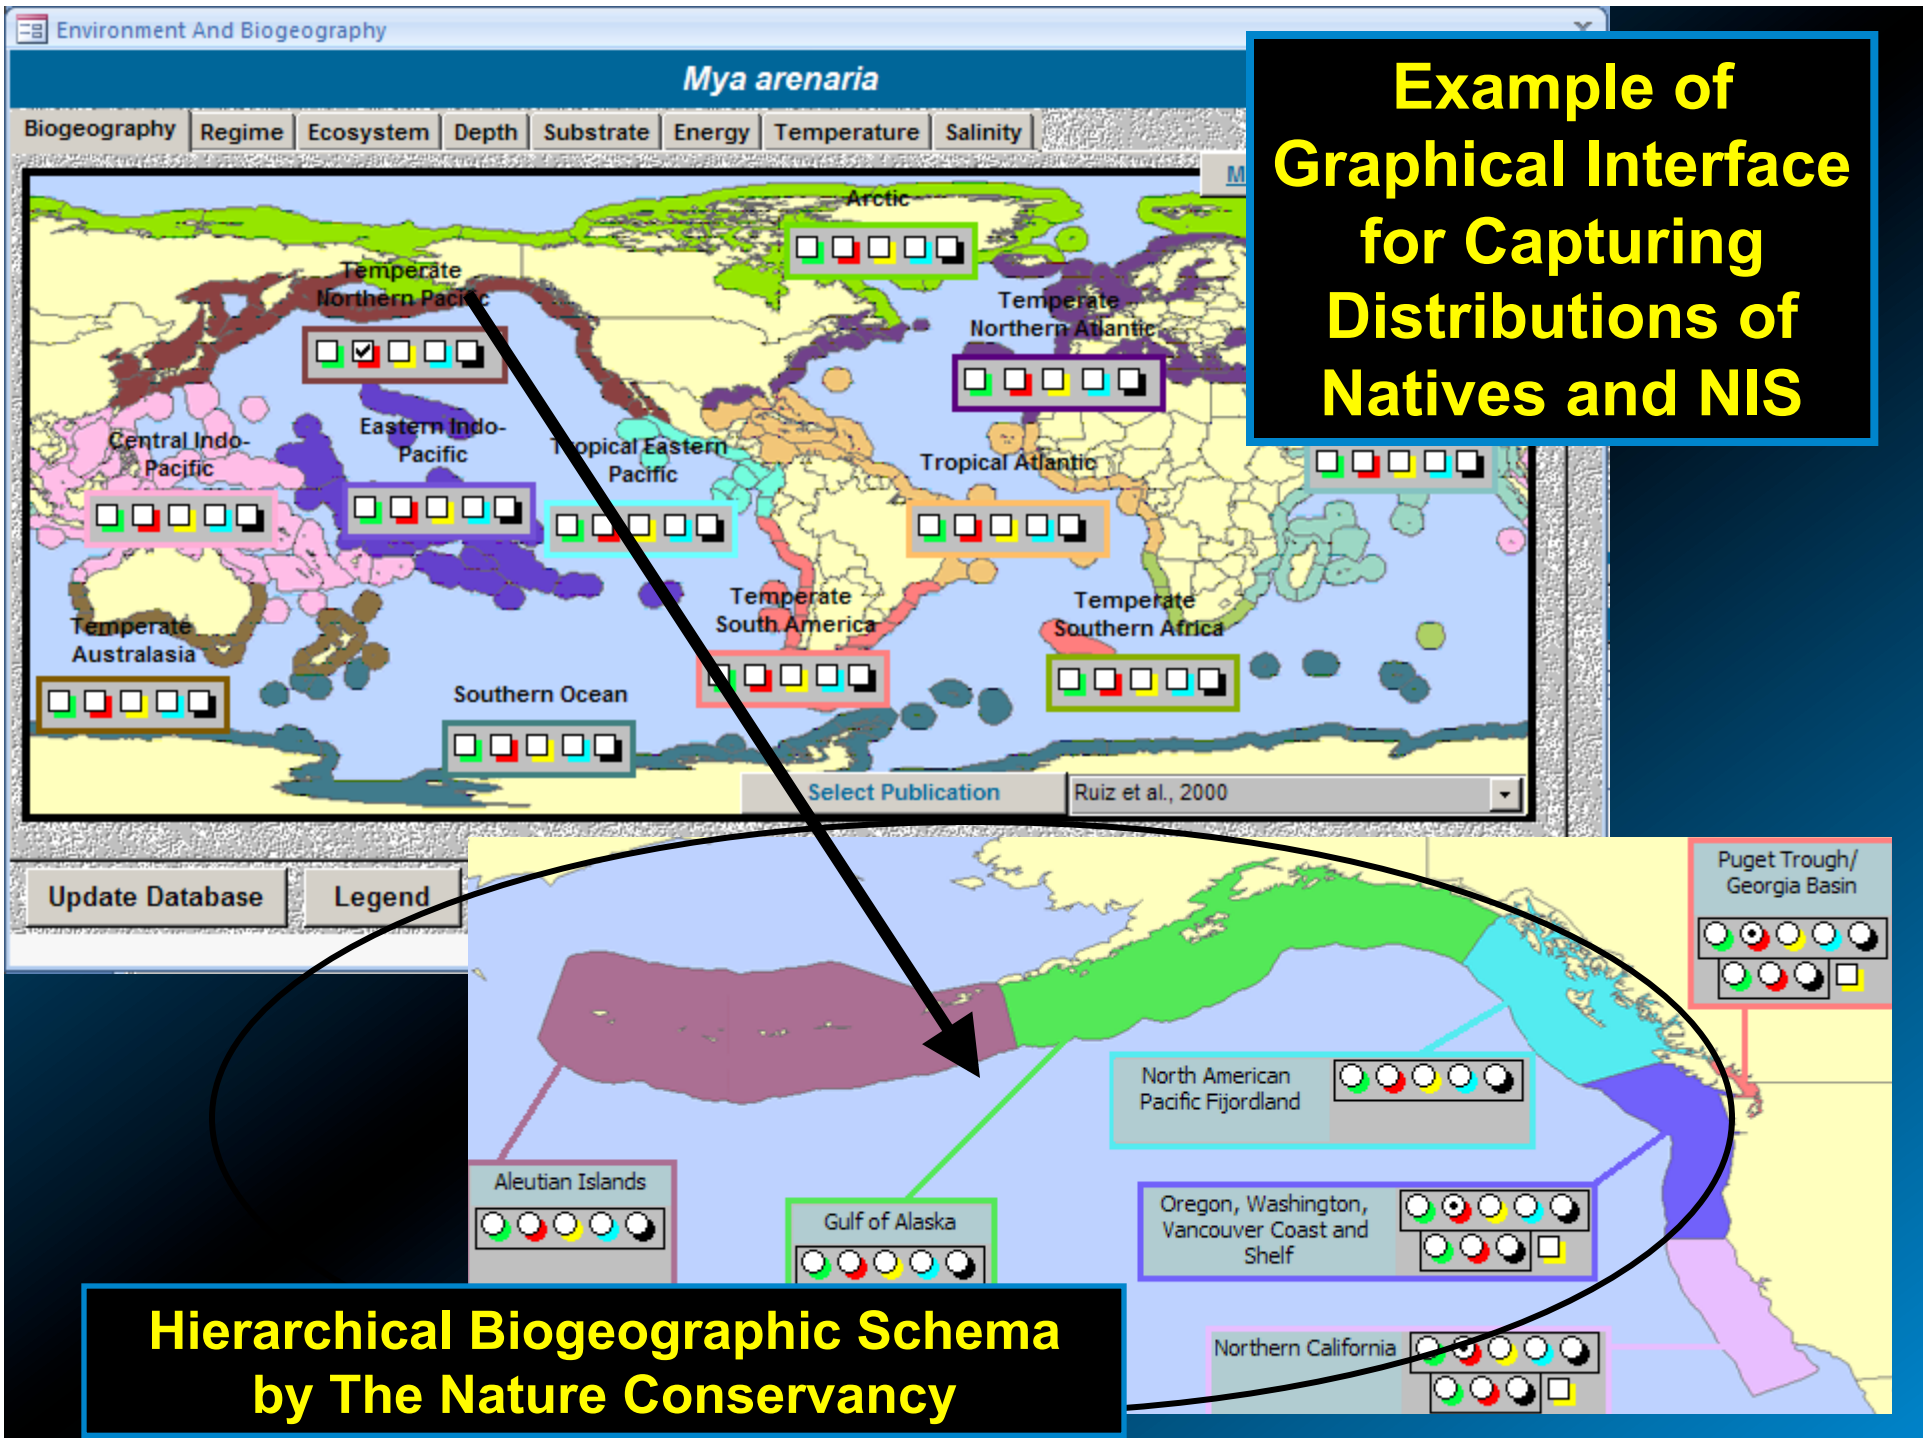 Environment And Biogeography
Mya arenaria
Biogeography
Regime
Ecosystem
Depth
Substrate
Energy
Temperature
Salinity
Example of
Graphical Interface
for Capturing
Distributions of
Natives and NIS
M
Arctic
Temperate
Northern Pacific
Temperate
Northern Atlantic
Central Indo-
Pacific
Eastern Indo-
Pacific
Tropical Eastern
Pacific
Tropical Atlantic
Temperate
Australasia
Temperate
South America
Temperate
Southern Africa
Southern Ocean
Select Publication
Ruiz et al., 2000
Update Database
Legend
Puget Trough/
Georgia Basin
North American
Pacific Fijordland
Aleutian Islands
Gulf of Alaska
Oregon, Washington,
Vancouver Coast and
Shelf
Northern California
Hierarchical Biogeographic Schema
by The Nature Conservancy